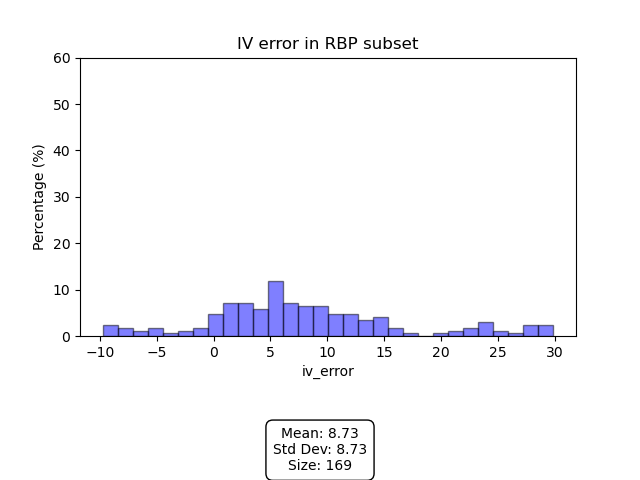 IV error in RBP subset
60
50
40
30
20
10
0
Percentage (%)
−10
−5
0
5
10
15
20
25
30
iv_error
Mean: 8.73
Std Dev: 8.73
Size: 169